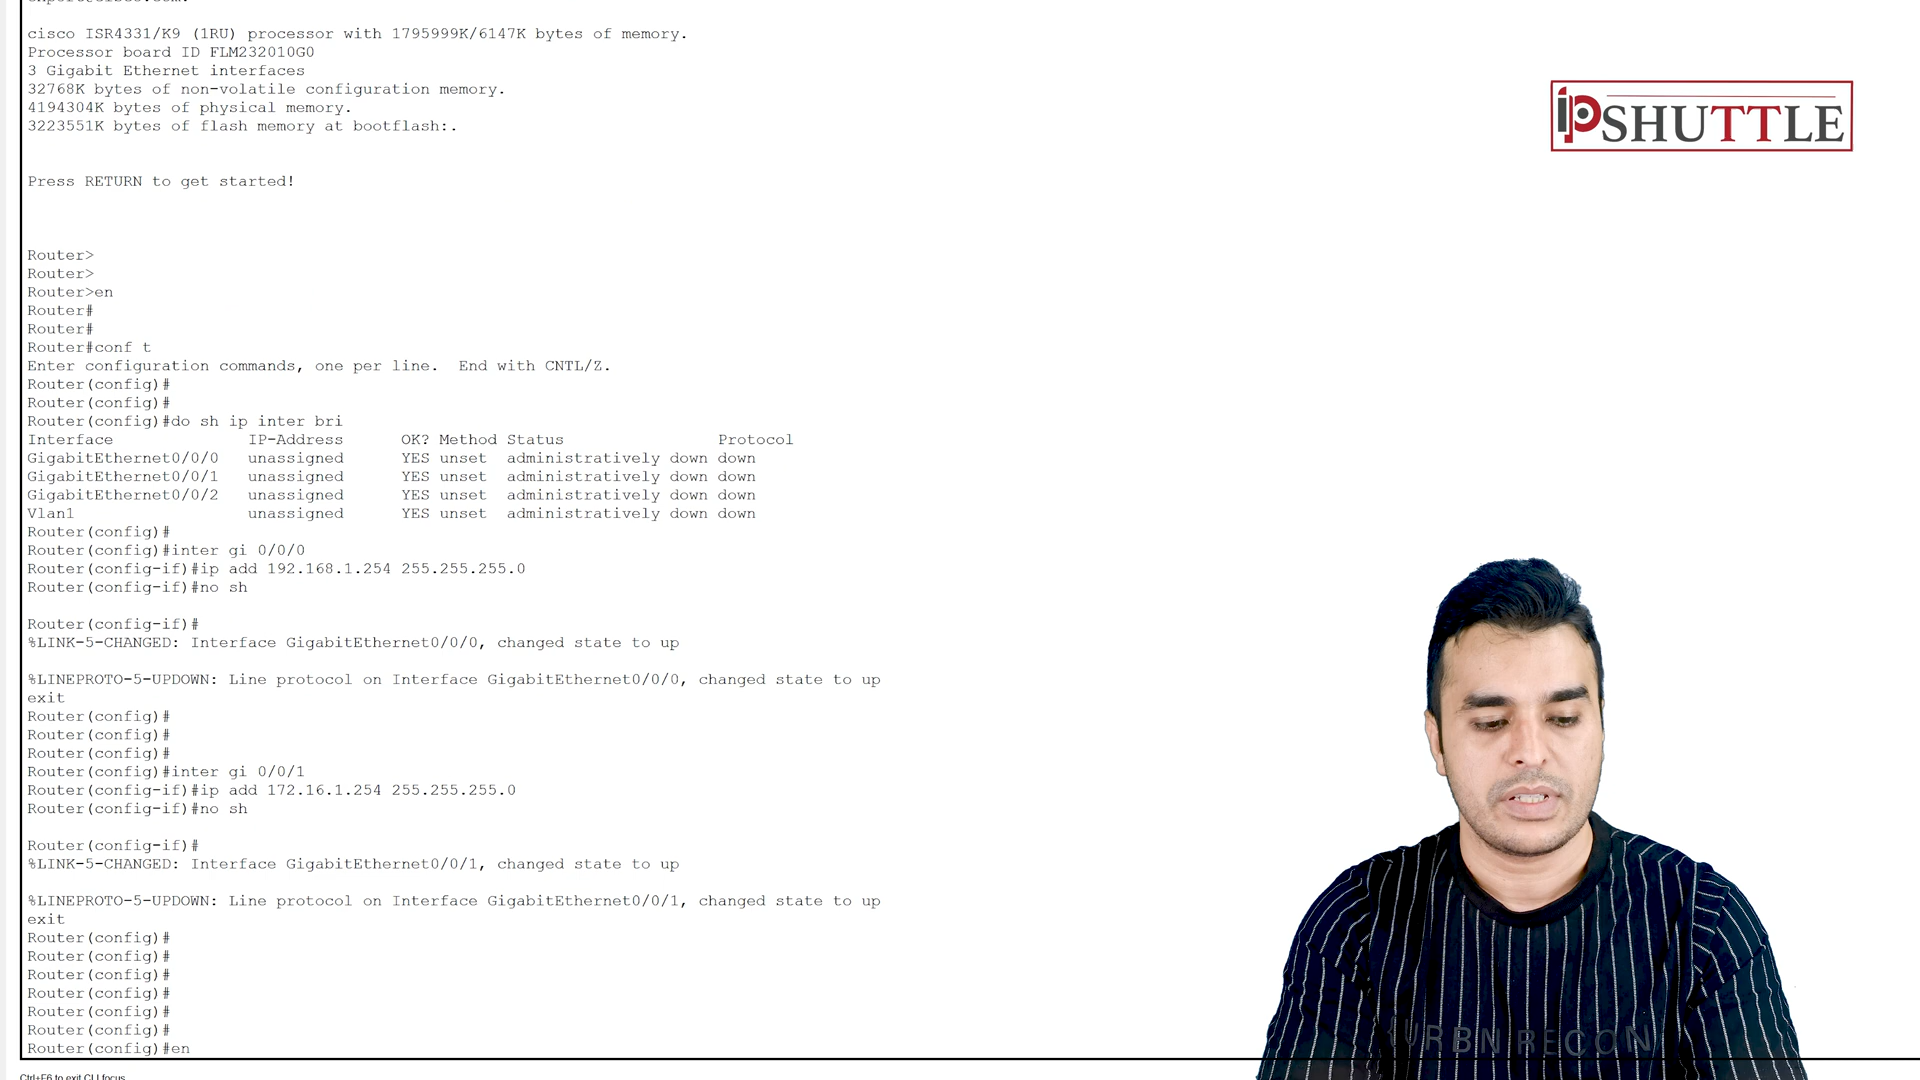 cisco ISR4331/K9 (1RU) processor with 1795999K/6147K bytes of memory.
Processor board ID FLM232010G0
3 Gigabit Ethernet interfaces
32768K bytes of non-volatile configuration memory.
4194304K bytes of physical memory.
3223551K bytes of flash memory at bootflash:.
ipSHUTTLE
Press RETURN to get started!
Router>
Router>
Router>en
Router#
Router#
Router#conf t
Enter configuration commands, one per line.  End with CNTL/Z.
Router(config)#
Router(config)#
Router(config)#do sh ip inter bri
Interface              IP-Address      OK? Method Status                Protocol
GigabitEthernet0/0/0   unassigned      YES unset  administratively down down
GigabitEthernet0/0/1   unassigned      YES unset  administratively down down
GigabitEthernet0/0/2   unassigned      YES unset  administratively down down
Vlan1                  unassigned      YES unset  administratively down down
Router(config)#
Router(config)#inter gi 0/0/0
Router(config-if)#ip add 192.168.1.254 255.255.255.0
Router(config-if)#no sh
Router(config-if)#
%LINK-5-CHANGED: Interface GigabitEthernet0/0/0, changed state to up
%LINEPROTO-5-UPDOWN: Line protocol on Interface GigabitEthernet0/0/0, changed state to up
exit
Router(config)#
Router(config)#
Router(config)#
Router(config)#inter gi 0/0/1
Router(config-if)#ip add 172.16.1.254 255.255.255.0
Router(config-if)#no sh
Router(config-if)#
%LINK-5-CHANGED: Interface GigabitEthernet0/0/1, changed state to up
%LINEPROTO-5-UPDOWN: Line protocol on Interface GigabitEthernet0/0/1, changed state to up
exit
Router(config)#
Router(config)#
Router(config)#
Router(config)#
Router(config)#
Router(config)#
Router(config)#en
URBN RECON
Ctrl+F6 to exit CLI focus